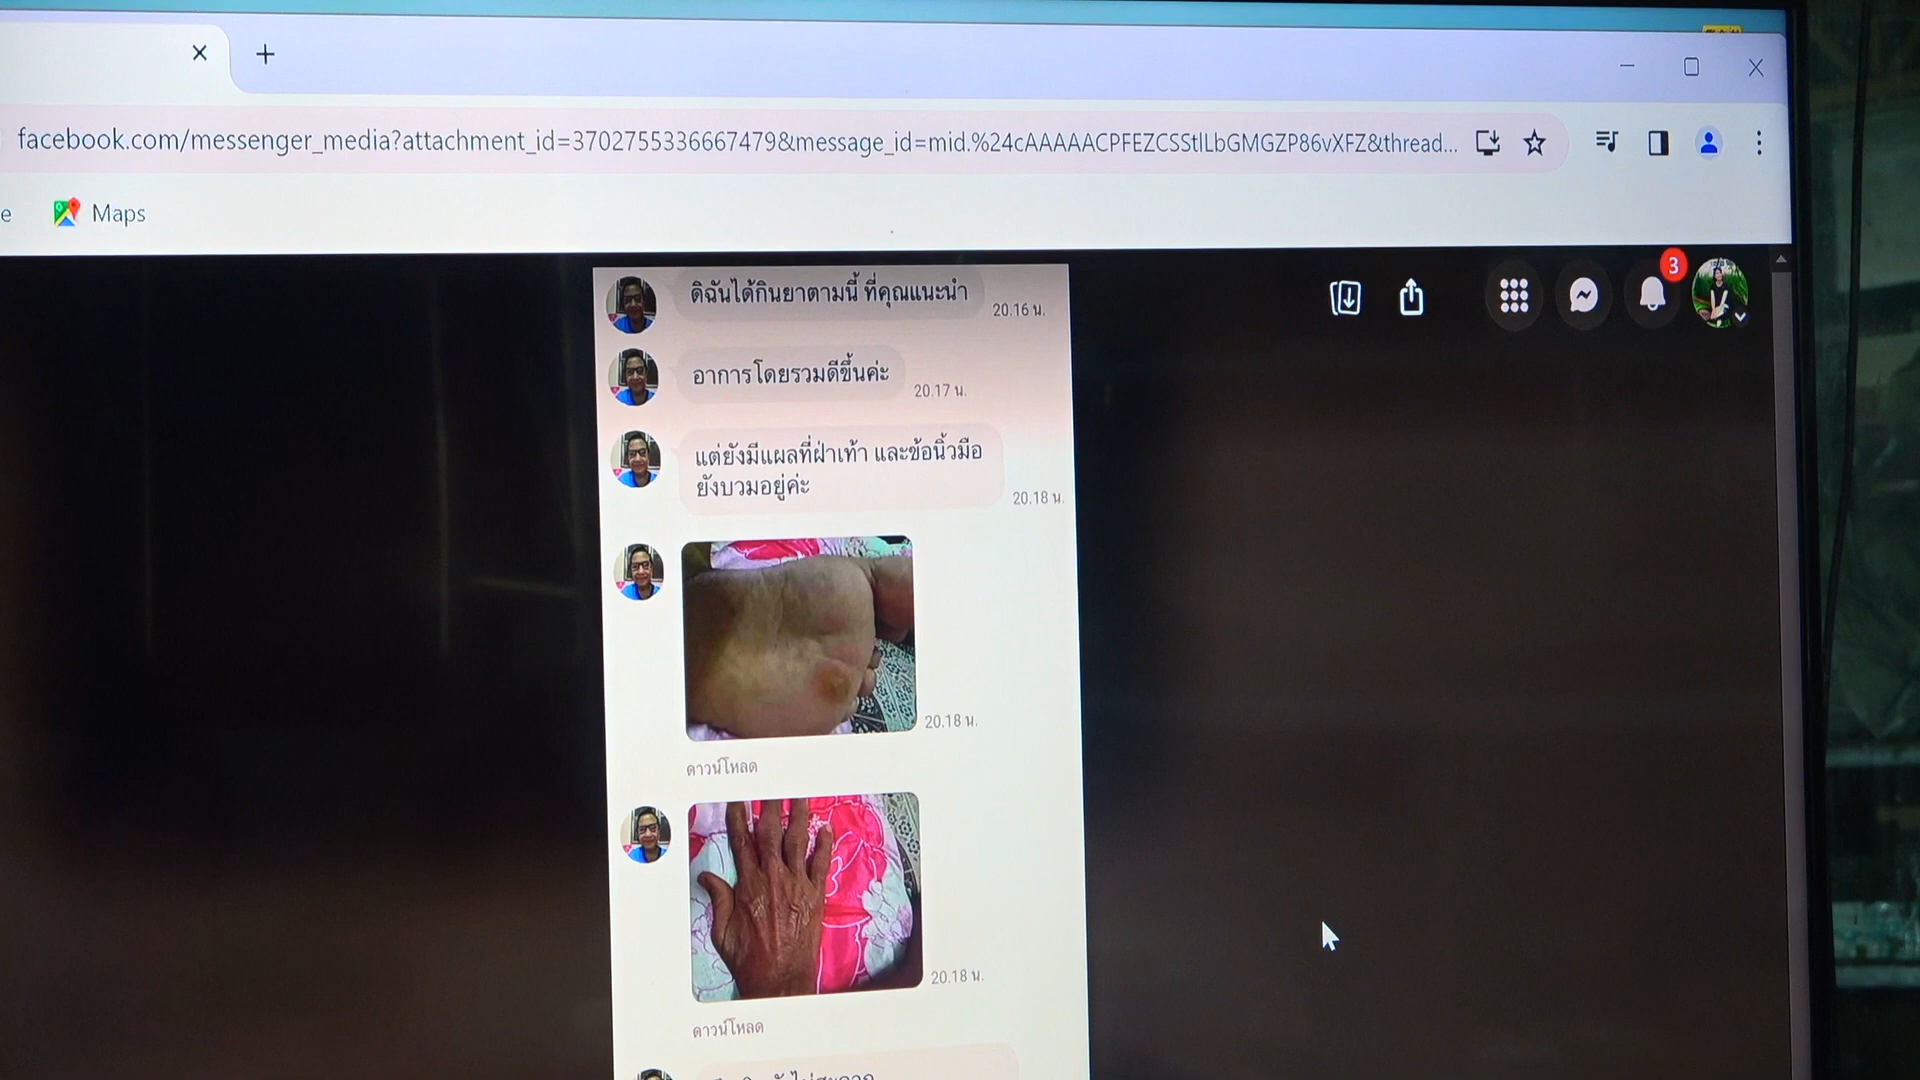 facebook.com/messenger_media?attachment_id=3702755336667479&message_id=mid.%24cAAAAACPFEZCSStlLbGMGZP86vXFZ&thread...
e
Maps
3
ดิฉันได้กินยาตามนี้ ที่คุณแนะนำ
20.16 น.
อาการโดยรวมดีขึ้นค่ะ
20.17 น.
แต่ยังมีแผลที่ฝ่าเท้า และข้อนิ้วมือ
ยังบวมอยู่ค่ะ
20.18 น.
20.18 น.
ดาวน์โหลด
20.18 น.
ดาวน์โหลด